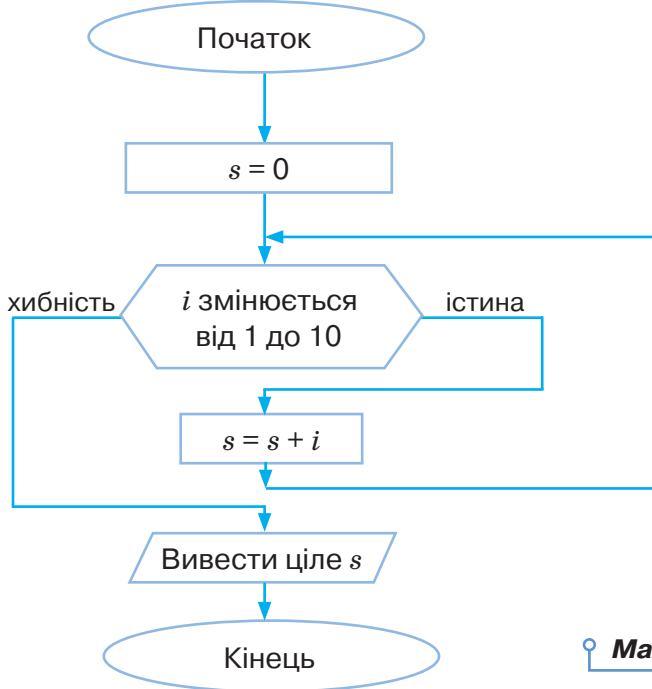 Початок
s = 0
хибність
i змінюється
від 1 до 10
істина
s = s + i
Вивести ціле s
Кінець
Ма